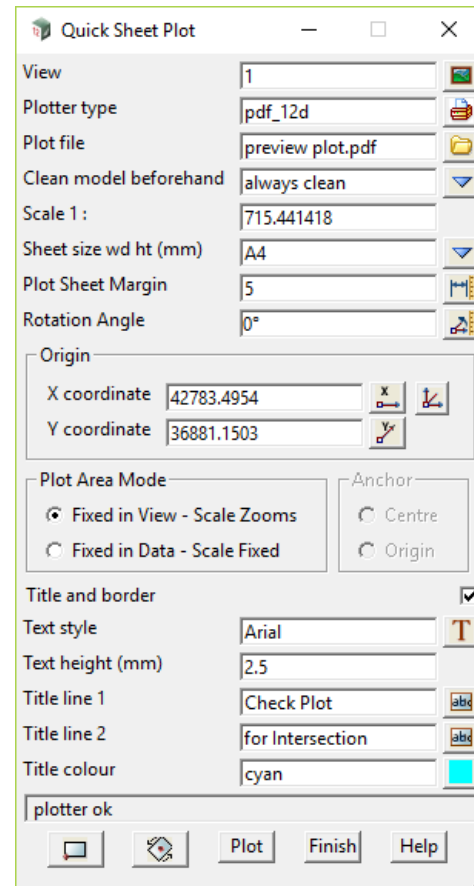 Quick Sheet Plot
View 1
Plotter type pdf_12d
Plot file preview plot.pdf
Clean model beforehand always clean
Scale 1 : 715.441418
Sheet size wd ht (mm) A4
Plot Sheet Margin 5
Rotation Angle 0°
Origin
X coordinate 42783.4954 X
Y coordinate 36881.1503 Y
Plot Area Mode Anchor
Fixed in View - Scale Zooms Centre
Fixed in Data - Scale Fixed Origin
Title and border
Text style Arial T
Text height (mm) 2.5
Title line 1 Check Plot abc
Title line 2 for Intersection abc
Title colour cyan
plotter ok
Plot Finish Help